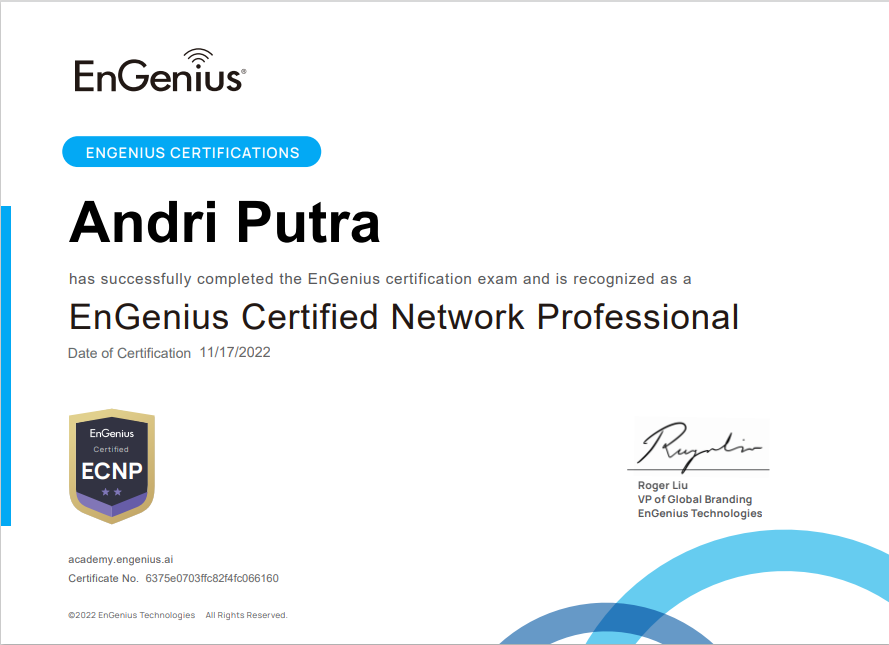 EnGenius®
ENGENIUS CERTIFICATIONS
Andri Putra
has successfully completed the EnGenius certification exam and is recognized as a
EnGenius Certified Network Professional
Date of Certification 11/17/2022
EnGenius
Certified
ECNP
Roger Liu
VP of Global Branding
EnGenius Technologies
academy.engenius.ai
Certificate No. 6375e0703ffc82f4fc066160
©2022 EnGenius Technologies All Rights Reserved.